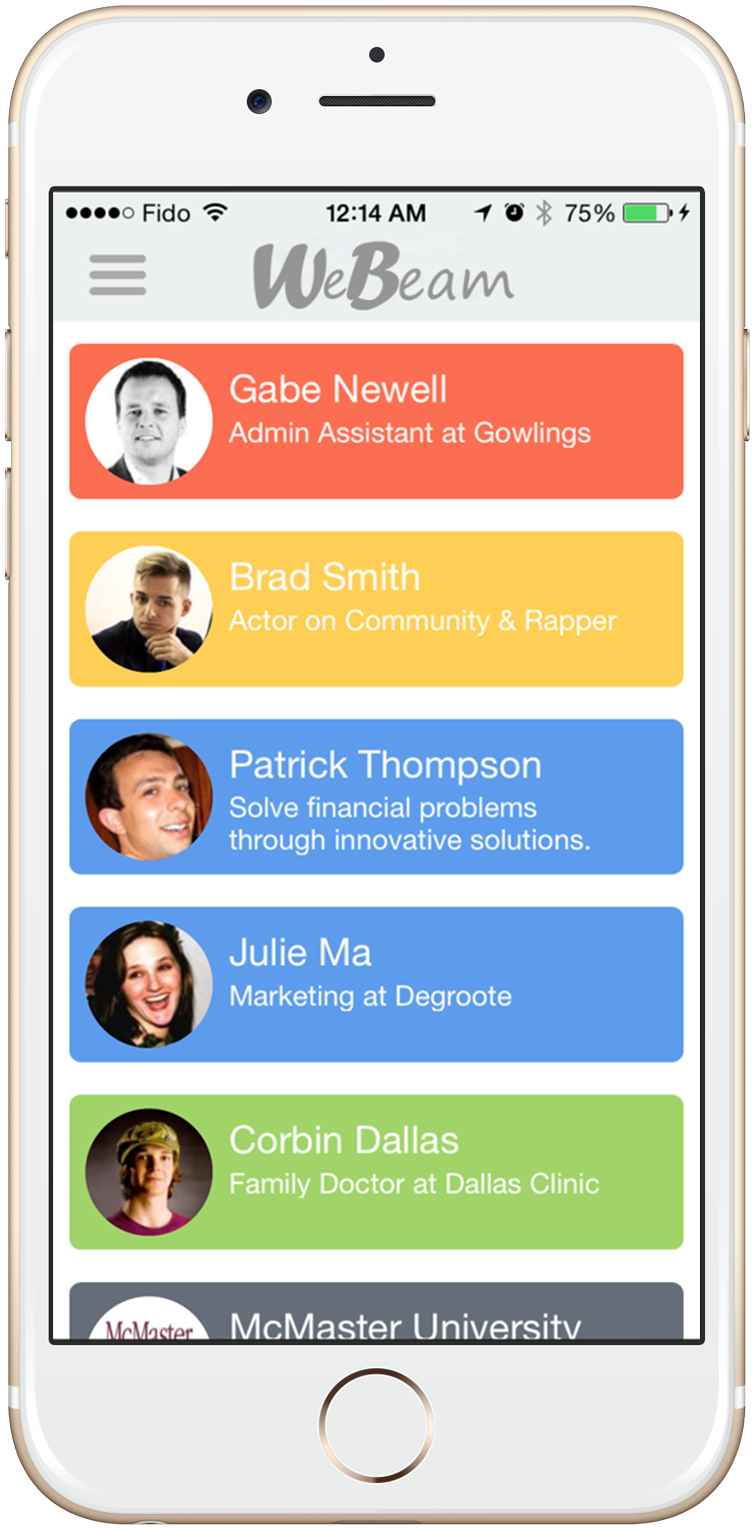 Fido 12:14 AM 75%
WeBeam
Gabe Newell
Admin Assistant at Gowlings
Brad Smith
Actor on Community & Rapper
Patrick Thompson
Solve financial problems
through innovative solutions.
Julie Ma
Marketing at Degroote
Corbin Dallas
Family Doctor at Dallas Clinic
McMaster
McMaster University